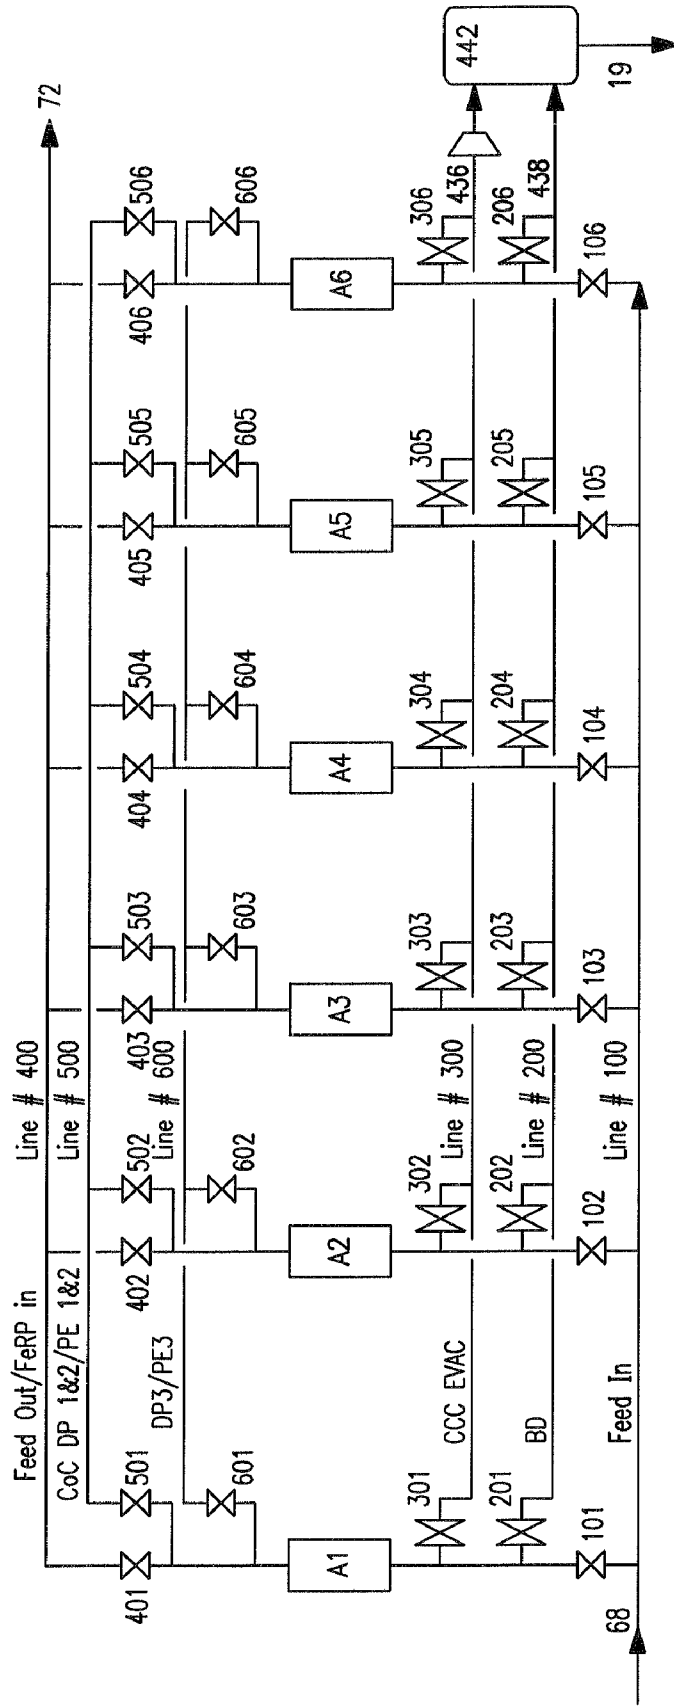 Feed Out/FeRP in
Line # 400
72
CoC DP 1&2/PE 1&2
Line # 500
401
501
402
502
403
503
404
504
405
505
406
506
DP3/PE3
Line # 600
601
602
603
604
605
606
A1
A2
A3
A4
A5
A6
301
302
303
304
305
306
CCC EVAC
Line # 300
436
442
201
202
203
204
205
206
BD
Line # 200
438
19
101
102
103
104
105
106
68
Feed In
Line # 100